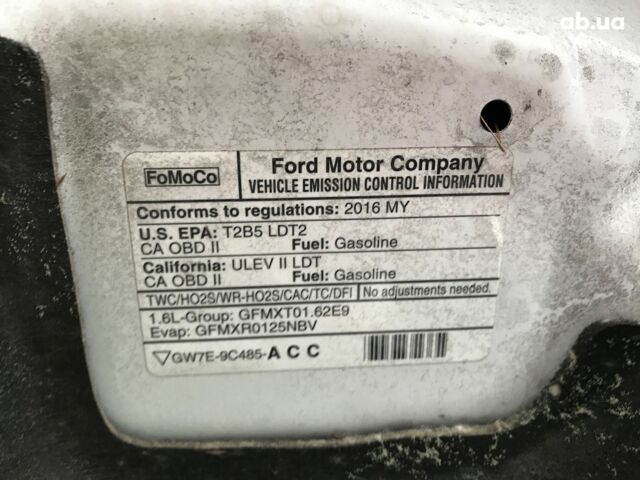 ab.ua
FoMoCo
Ford Motor Company
VEHICLE EMISSION CONTROL INFORMATION
Conforms to regulations: 2016 MY
U.S. EPA: T2B5 LDT2
CA OBD II Fuel: Gasoline
California: ULEV II LDT
CA OBD II Fuel: Gasoline
TWC/HO2S/WR-HO2S/CAC/TC/DFI No adjustments needed.
1.6L-Group: GFMXT01.62E9
Evap: GFMXR0125NBV
GW7E-9C485-ACC